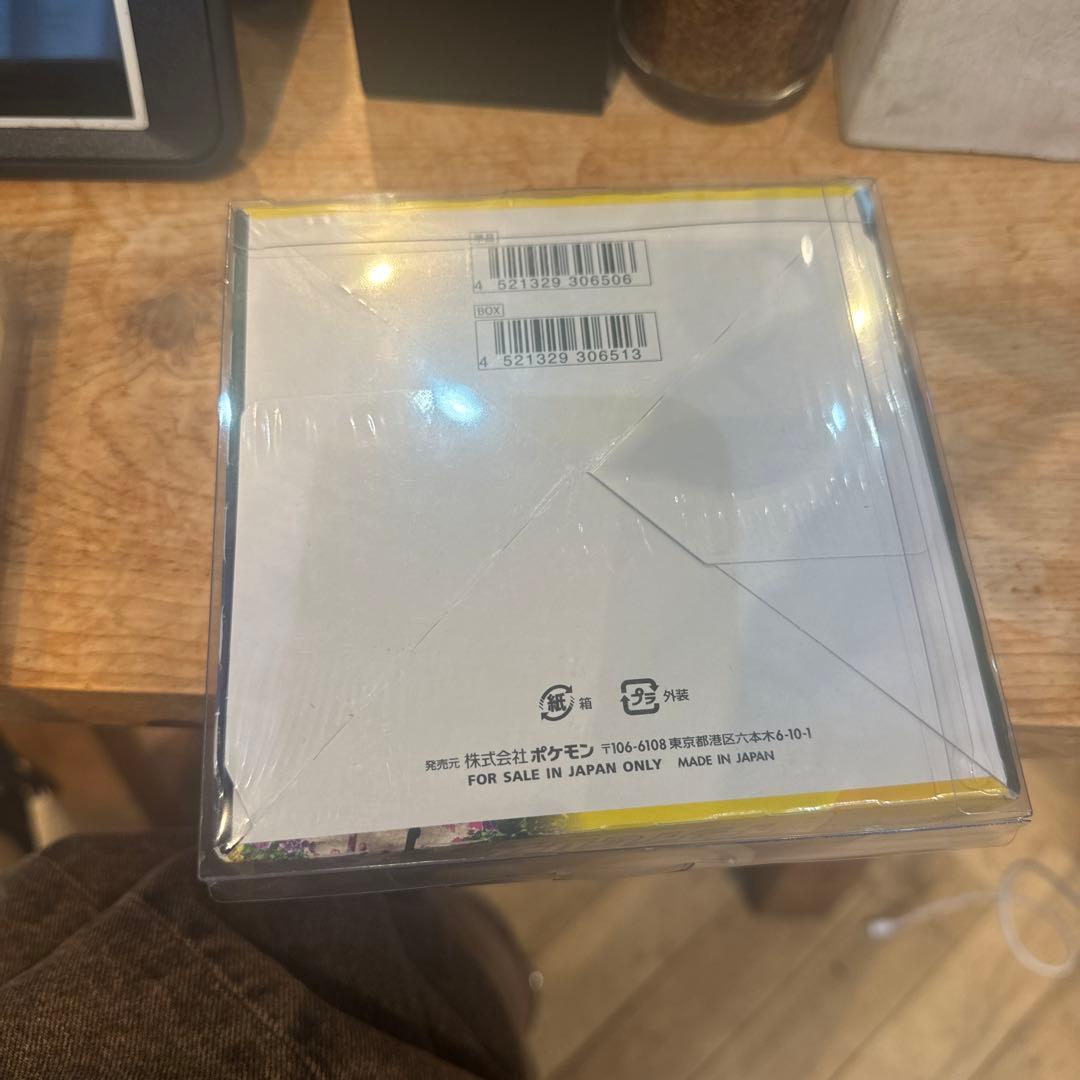 単品
4 521329 306506
BOX
4 521329 306513
紙 箱 プラ 外装
発売元 株式会社ポケモン 〒106-6108 東京都港区六本木6-10-1
FOR SALE IN JAPAN ONLY MADE IN JAPAN